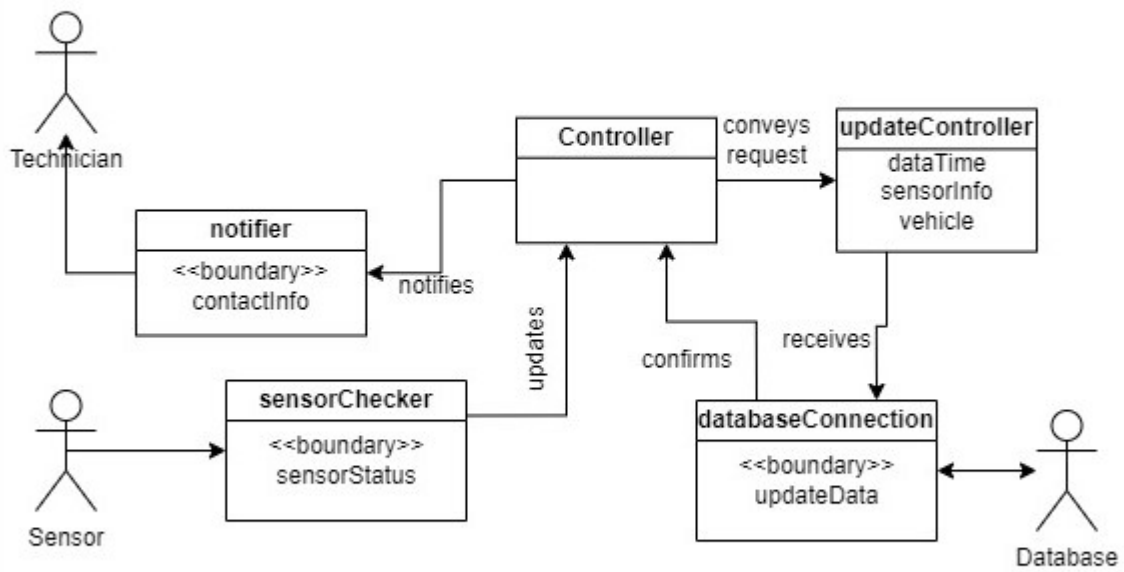 Technician
notifier
<<boundary>>
contactInfo
notifies
Controller
conveys
request
updateController
dataTime
sensorInfo
vehicle
updates
confirms
receives
Sensor
sensorChecker
<<boundary>>
sensorStatus
databaseConnection
<<boundary>>
updateData
Database